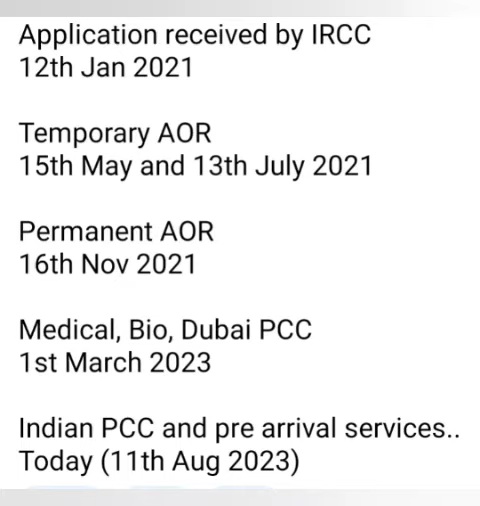 Application received by IRCC
12th Jan 2021
Temporary AOR
15th May and 13th July 2021
Permanent AOR
16th Nov 2021
Medical, Bio, Dubai PCC
1st March 2023
Indian PCC and pre arrival services..
Today (11th Aug 2023)